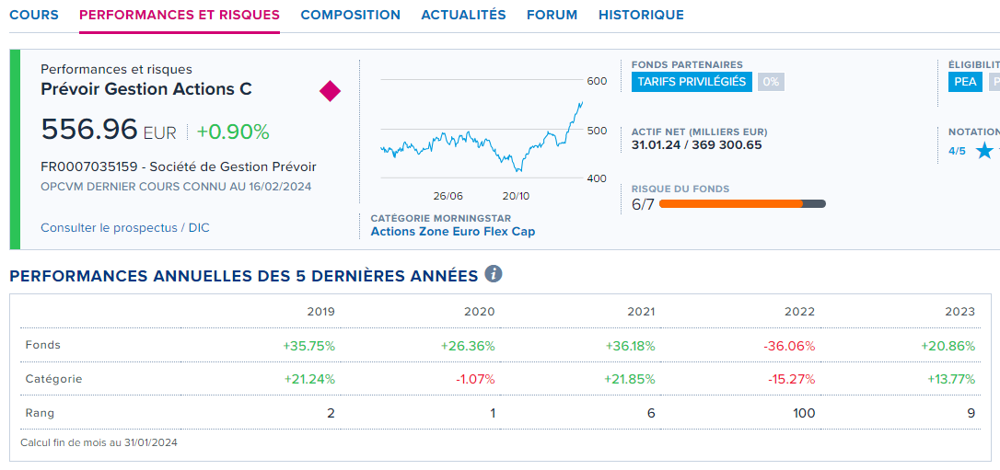 COURS PERFORMANCES ET RISQUES COMPOSITION ACTUALITÉS FORUM HISTORIQUE
Performances et risques
Prévoir Gestion Actions C
556.96 EUR +0.90%
FR0007035159 - Société de Gestion Prévoir
OPCVM DERNIER COURS CONNU AU 16/02/2024
Consulter le prospectus / DIC
600
500
400
26/06 20/10
CATÉGORIE MORNINGSTAR
Actions Zone Euro Flex Cap
FONDS PARTENAIRES
TARIFS PRIVILÉGIÉS 0%
ACTIF NET (MILLIERS EUR)
31.01.24 / 369 300.65
RISQUE DU FONDS
6/7
ÉLIGIBILIT
PEA P
NOTATION
4/5
PERFORMANCES ANNUELLES DES 5 DERNIÈRES ANNÉES i
2019 2020 2021 2022 2023
Fonds +35.75% +26.36% +36.18% -36.06% +20.86%
Catégorie +21.24% -1.07% +21.85% -15.27% +13.77%
Rang 2 1 6 100 9
Calcul fin de mois au 31/01/2024